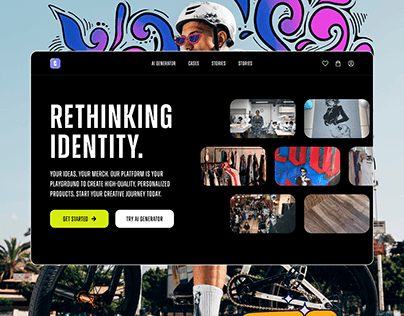 AI GENERATOR CASES STORIES STORIES
RETHINKING
IDENTITY.
YOUR IDEAS, YOUR MERCH. OUR PLATFORM IS YOUR
PLAYGROUND TO CREATE HIGH-QUALITY, PERSONALIZED
PRODUCTS. START YOUR CREATIVE JOURNEY TODAY.
GET STARTED → TRY AI GENERATOR